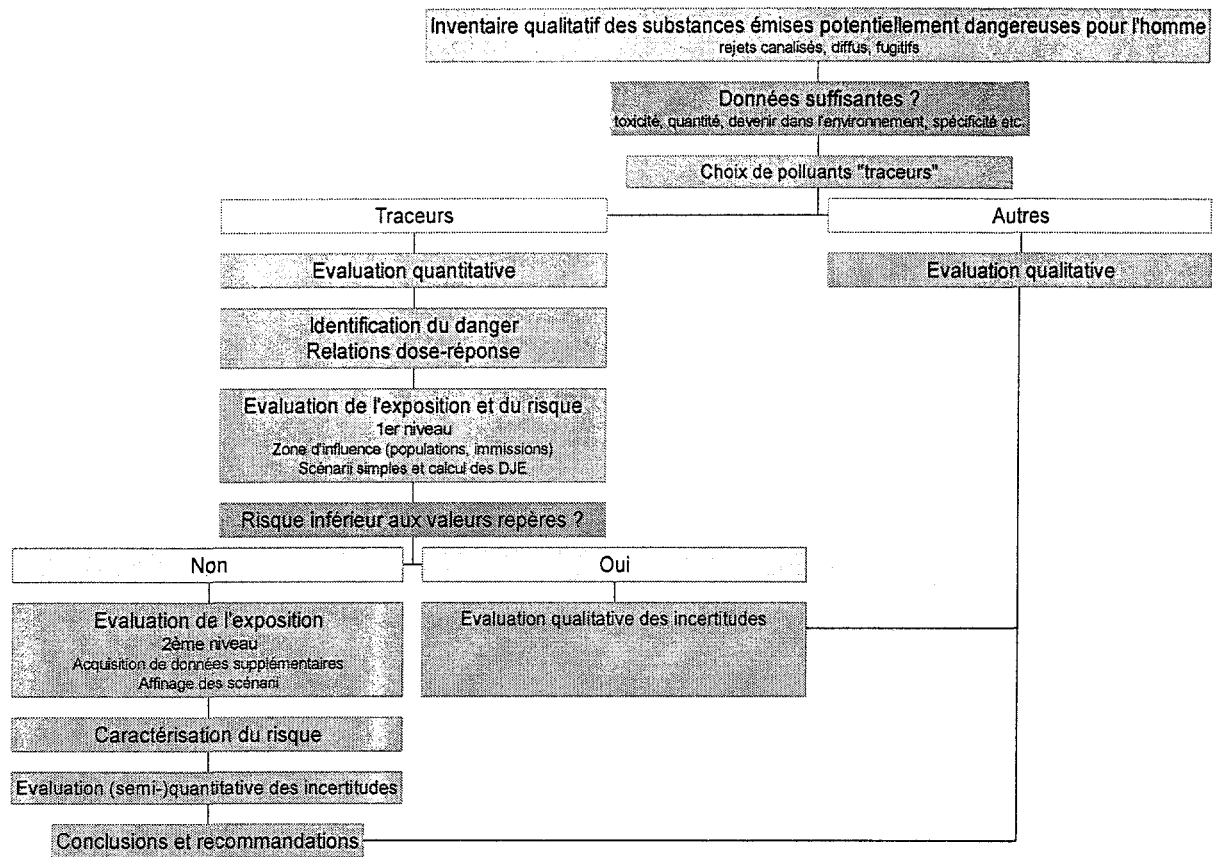 Inventaire qualitatif des substances émises potentiellement dangereuses pour l'homme
rejets canalisés, diffus, fugitifs
Données suffisantes ?
toxicité, quantité, devenir dans l'environnement, spécificité etc.
Choix de polluants "traceurs"
Traceurs
Autres
Evaluation quantitative
Evaluation qualitative
Identification du danger
Relations dose-réponse
Evaluation de l'exposition et du risque
1er niveau
Zone d'influence (populations, immissions)
Scénarii simples et calcul des DJE
Risque inférieur aux valeurs repères ?
Non
Oui
Evaluation de l'exposition
2ème niveau
Acquisition de données supplémentaires
Affinage des scénarii
Evaluation qualitative des incertitudes
Caractérisation du risque
Evaluation (semi-)quantitative des incertitudes
Conclusions et recommandations